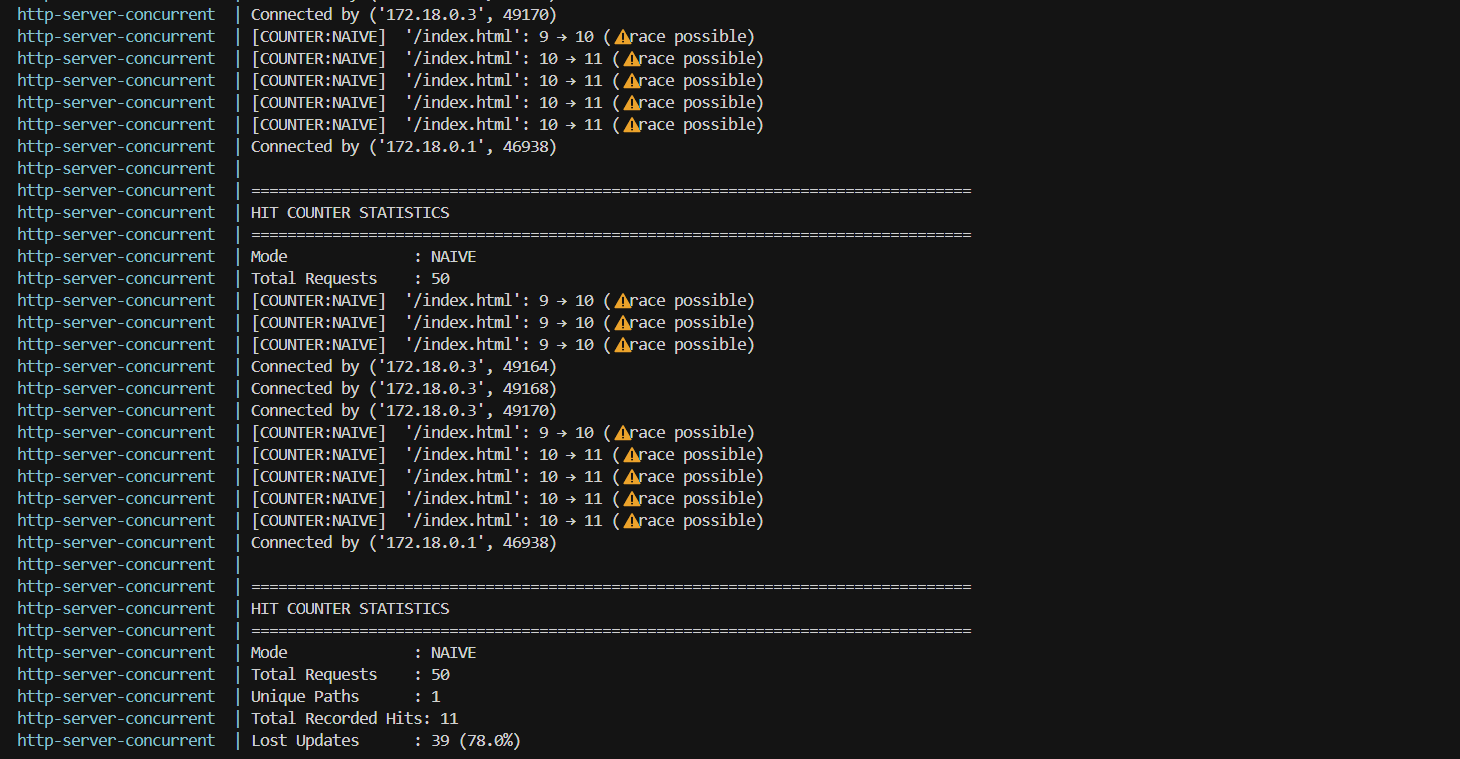 http-server-concurrent  | Connected by ('172.18.0.3', 49170)
http-server-concurrent  | [COUNTER:NAIVE]  '/index.html': 9 → 10 (⚠️race possible)
http-server-concurrent  | [COUNTER:NAIVE]  '/index.html': 10 → 11 (⚠️race possible)
http-server-concurrent  | [COUNTER:NAIVE]  '/index.html': 10 → 11 (⚠️race possible)
http-server-concurrent  | [COUNTER:NAIVE]  '/index.html': 10 → 11 (⚠️race possible)
http-server-concurrent  | [COUNTER:NAIVE]  '/index.html': 10 → 11 (⚠️race possible)
http-server-concurrent  | Connected by ('172.18.0.1', 46938)
http-server-concurrent  |
http-server-concurrent  | ================================================================================
http-server-concurrent  | HIT COUNTER STATISTICS
http-server-concurrent  | ================================================================================
http-server-concurrent  | Mode              : NAIVE
http-server-concurrent  | Total Requests    : 50
http-server-concurrent  | [COUNTER:NAIVE]  '/index.html': 9 → 10 (⚠️race possible)
http-server-concurrent  | [COUNTER:NAIVE]  '/index.html': 9 → 10 (⚠️race possible)
http-server-concurrent  | [COUNTER:NAIVE]  '/index.html': 9 → 10 (⚠️race possible)
http-server-concurrent  | Connected by ('172.18.0.3', 49164)
http-server-concurrent  | Connected by ('172.18.0.3', 49168)
http-server-concurrent  | Connected by ('172.18.0.3', 49170)
http-server-concurrent  | [COUNTER:NAIVE]  '/index.html': 9 → 10 (⚠️race possible)
http-server-concurrent  | [COUNTER:NAIVE]  '/index.html': 10 → 11 (⚠️race possible)
http-server-concurrent  | [COUNTER:NAIVE]  '/index.html': 10 → 11 (⚠️race possible)
http-server-concurrent  | [COUNTER:NAIVE]  '/index.html': 10 → 11 (⚠️race possible)
http-server-concurrent  | [COUNTER:NAIVE]  '/index.html': 10 → 11 (⚠️race possible)
http-server-concurrent  | Connected by ('172.18.0.1', 46938)
http-server-concurrent  |
http-server-concurrent  | ================================================================================
http-server-concurrent  | HIT COUNTER STATISTICS
http-server-concurrent  | ================================================================================
http-server-concurrent  | Mode              : NAIVE
http-server-concurrent  | Total Requests    : 50
http-server-concurrent  | Unique Paths      : 1
http-server-concurrent  | Total Recorded Hits: 11
http-server-concurrent  | Lost Updates      : 39 (78.0%)